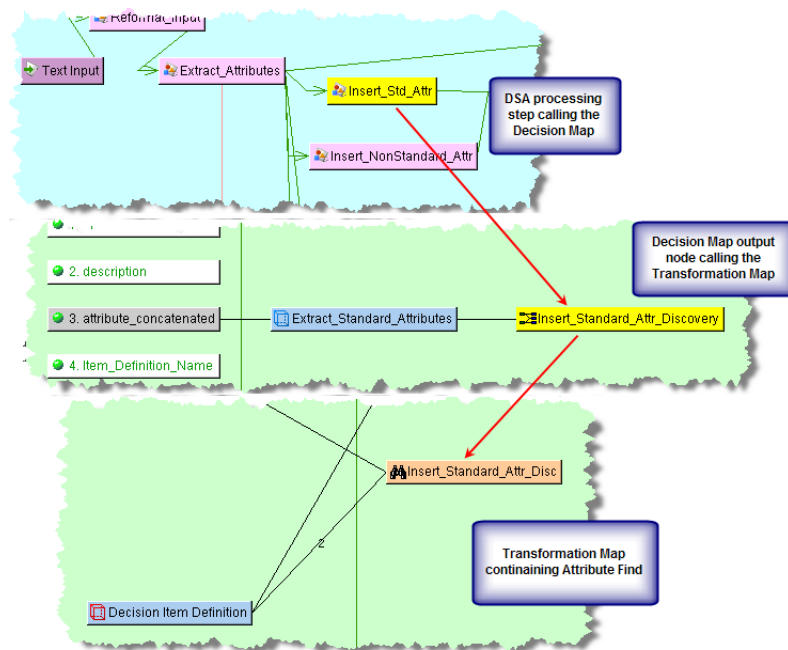 Reformat_Input
Text Input
Extract_Attributes
Insert_Std_Attr
Insert_NonStandard_Attr
DSA processing
step calling the
Decision Map
2. description
3. attribute_concatenated
Extract_Standard_Attributes
Insert_Standard_Attr_Discovery
4. Item_Definition_Name
Decision Map output
node calling the
Transformation Map
Insert_Standard_Attr_Disc
2
Decision Item Definition
Transformation Map
continaining Attribute Find